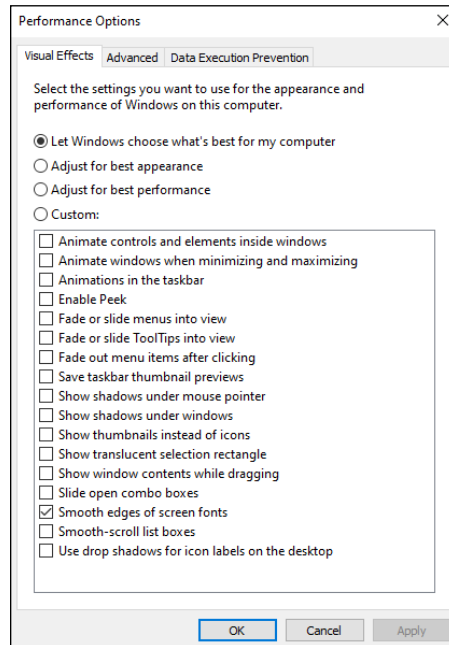 Performance Options
Visual Effects Advanced Data Execution Prevention
Select the settings you want to use for the appearance and
performance of Windows on this computer.
Let Windows choose what's best for my computer
Adjust for best appearance
Adjust for best performance
Custom:
Animate controls and elements inside windows
Animate windows when minimizing and maximizing
Animations in the taskbar
Enable Peek
Fade or slide menus into view
Fade or slide ToolTips into view
Fade out menu items after clicking
Save taskbar thumbnail previews
Show shadows under mouse pointer
Show shadows under windows
Show thumbnails instead of icons
Show translucent selection rectangle
Show window contents while dragging
Slide open combo boxes
Smooth edges of screen fonts
Smooth-scroll list boxes
Use drop shadows for icon labels on the desktop
OK Cancel Apply